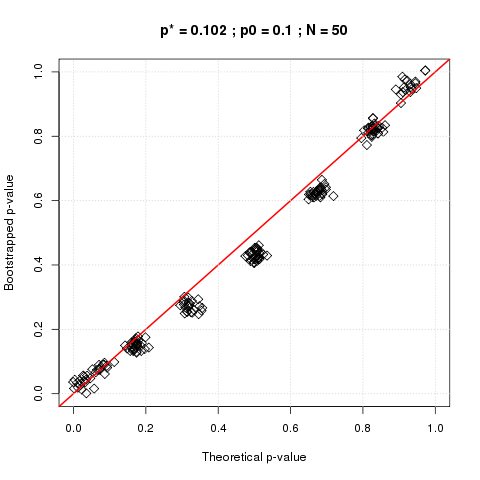 p* = 0.102 ; p0 = 0.1 ; N = 50
1.0
0.8
0.6
0.4
0.2
0.0
Bootstrapped p-value
0.0 0.2 0.4 0.6 0.8 1.0
Theoretical p-value